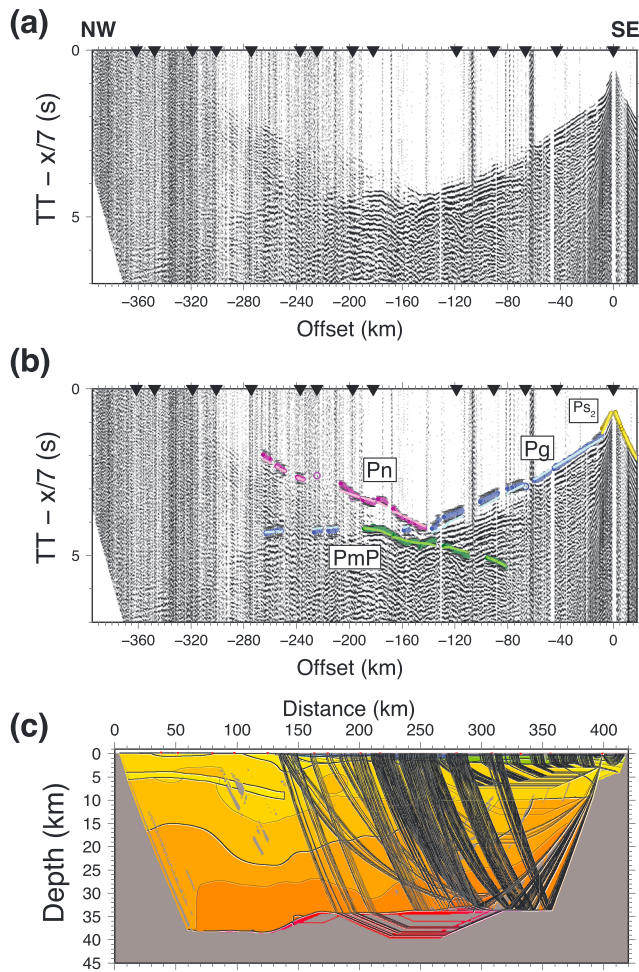 (a)
NW
SE
0
5
TT − x/7 (s)
−360 −320 −280 −240 −200 −160 −120 −80 −40 0
Offset (km)
(b)
0
5
TT − x/7 (s)
Ps2
Pg
Pn
PmP
−360 −320 −280 −240 −200 −160 −120 −80 −40 0
Offset (km)
(c)
Distance (km)
0 50 100 150 200 250 300 350 400
0
5
10
15
20
25
30
35
40
45
Depth (km)